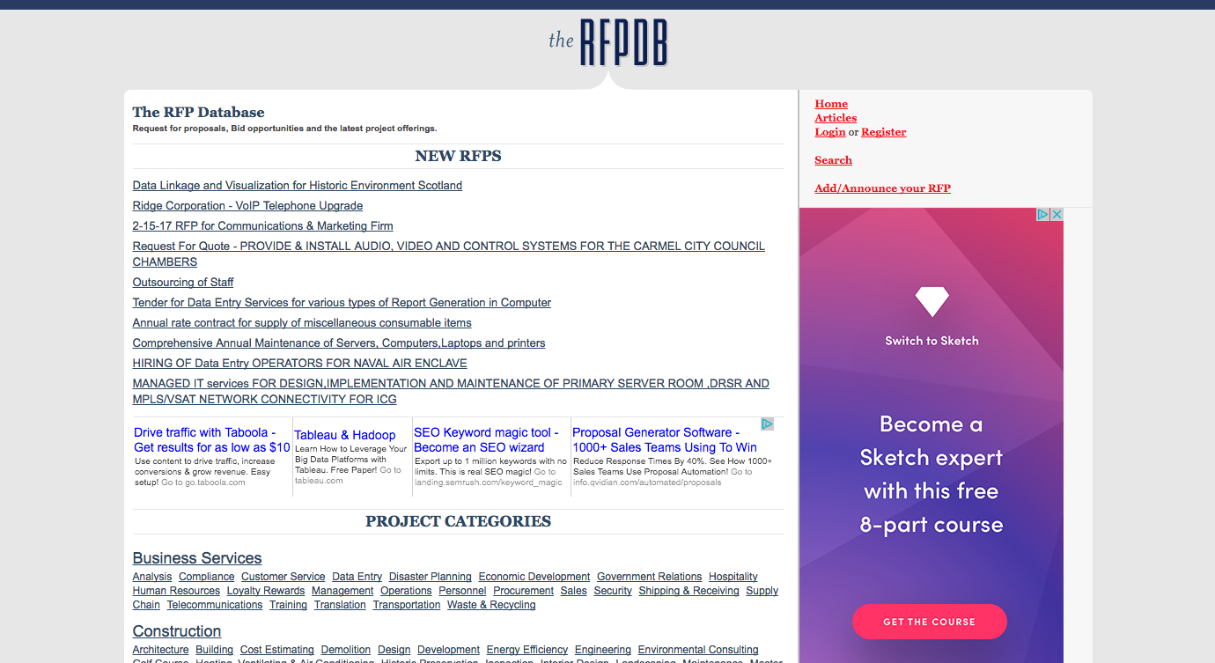 the RFPDB
The RFP Database
Request for proposals, Bid opportunities and the latest project offerings.
NEW RFPS
Data Linkage and Visualization for Historic Environment Scotland
Ridge Corporation - VoIP Telephone Upgrade
2-15-17 RFP for Communications & Marketing Firm
Request For Quote - PROVIDE & INSTALL AUDIO, VIDEO AND CONTROL SYSTEMS FOR THE CARMEL CITY COUNCIL
CHAMBERS
Outsourcing of Staff
Tender for Data Entry Services for various types of Report Generation in Computer
Annual rate contract for supply of miscellaneous consumable items
Comprehensive Annual Maintenance of Servers, Computers,Laptops and printers
HIRING OF Data Entry OPERATORS FOR NAVAL AIR ENCLAVE
MANAGED IT services FOR DESIGN,IMPLEMENTATION AND MAINTENANCE OF PRIMARY SERVER ROOM ,DRSR AND
MPLS/VSAT NETWORK CONNECTIVITY FOR ICG
Drive traffic with Taboola -
Get results for as low as $10
Use content to drive traffic, increase
conversions & grow revenue. Easy
setup! Go to go.taboola.com
Tableau & Hadoop
Learn How to Leverage Your
Big Data Platforms with
Tableau. Free Paper! Go to
tableau.com
SEO Keyword magic tool -
Become an SEO wizard
Export up to 1 million keywords with no
limits. This is real SEO magic! Go to
landing.semrush.com/keyword_magic
Proposal Generator Software -
1000+ Sales Teams Using To Win
Reduce Response Times By 40%. See How 1000+
Sales Teams Use Proposal Automation! Go to
info.qvidian.com/automated/proposals
PROJECT CATEGORIES
Business Services
Analysis Compliance Customer Service Data Entry Disaster Planning Economic Development Government Relations Hospitality
Human Resources Loyalty Rewards Management Operations Personnel Procurement Sales Security Shipping & Receiving Supply
Chain Telecommunications Training Translation Transportation Waste & Recycling
Construction
Architecture Building Cost Estimating Demolition Design Development Energy Efficiency Engineering Environmental Consulting
Golf Course Heating, Ventilating & Air Conditioning Historic Preservation Inspection Interior Design Landscaping Maintenance Master
Home
Articles
Login or Register
Search
Add/Announce your RFP
Switch to Sketch
Become a
Sketch expert
with this free
8-part course
GET THE COURSE